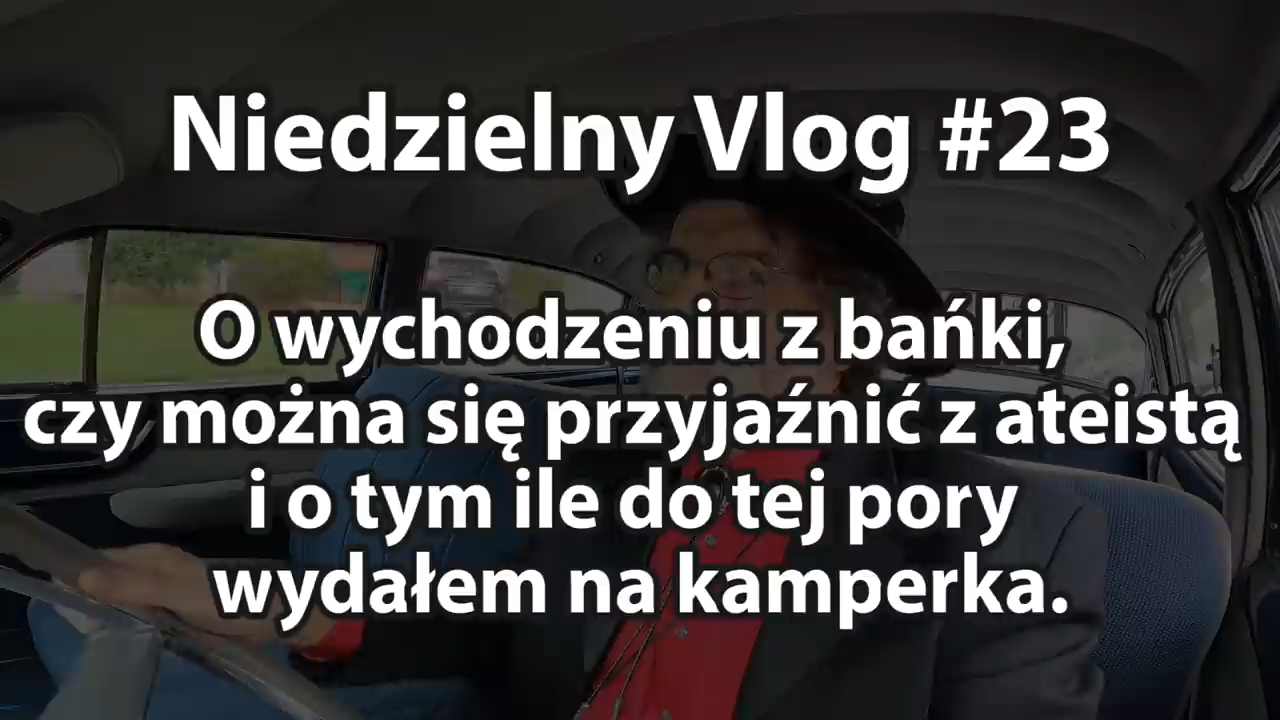 Niedzielny Vlog #23
O wychodzeniu z bańki,
czy można się przyjaźnić z ateistą
i o tym ile do tej pory
wydałem na kamperka.